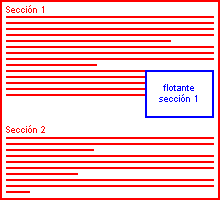 Sección 1
flotante
sección 1
Sección 2